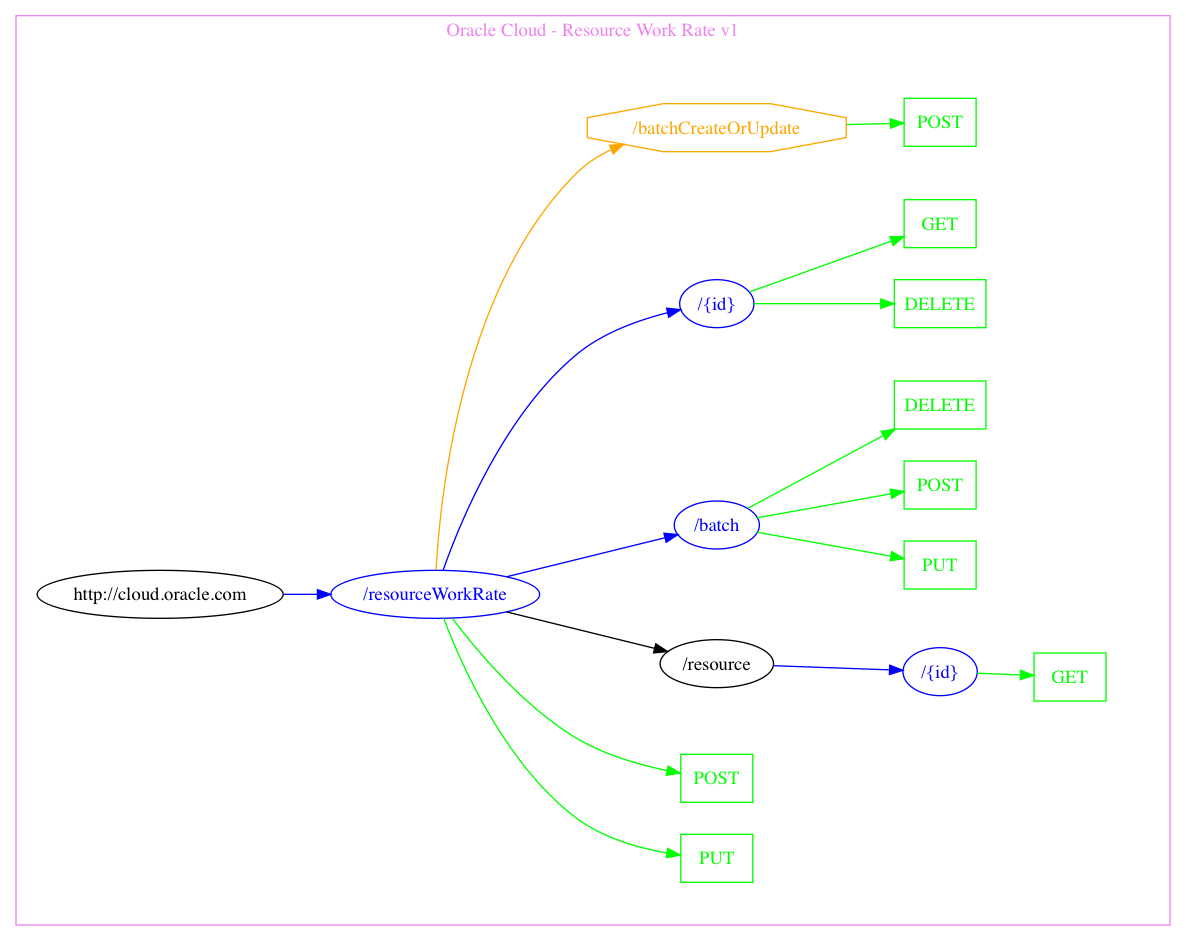 Oracle Cloud - Resource Work Rate v1
/batchCreateOrUpdate
POST
GET
/{id}
DELETE
DELETE
POST
/batch
PUT
http://cloud.oracle.com
/resourceWorkRate
/resource
/{id}
GET
POST
PUT